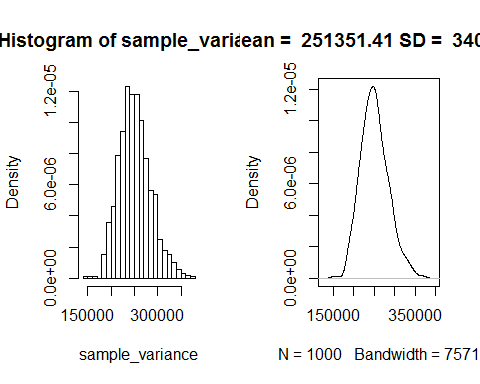 Histogram of sample_varia
ean = 251351.41 SD = 340
Density
0.0e+00
6.0e-06
1.2e-05
150000
300000
sample_variance
Density
0.0e+00
6.0e-06
1.2e-05
150000
350000
N = 1000 Bandwidth = 7571